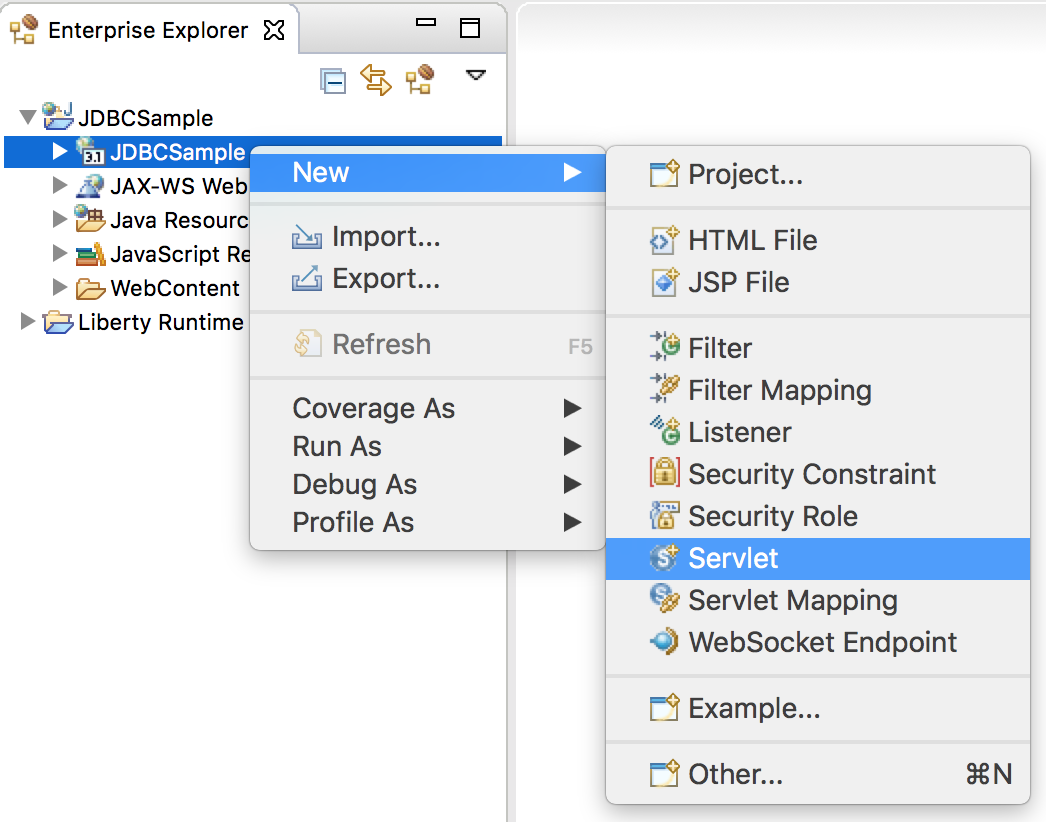 Enterprise Explorer
JDBCSample
3.1 JDBCSample
JAX-WS Web
Java Resourc
JavaScript Re
WebContent
Liberty Runtime
New
Import...
Export...
Refresh F5
Coverage As
Run As
Debug As
Profile As
Project...
HTML File
JSP File
Filter
Filter Mapping
Listener
Security Constraint
Security Role
Servlet
Servlet Mapping
WebSocket Endpoint
Example...
Other... ⌘N